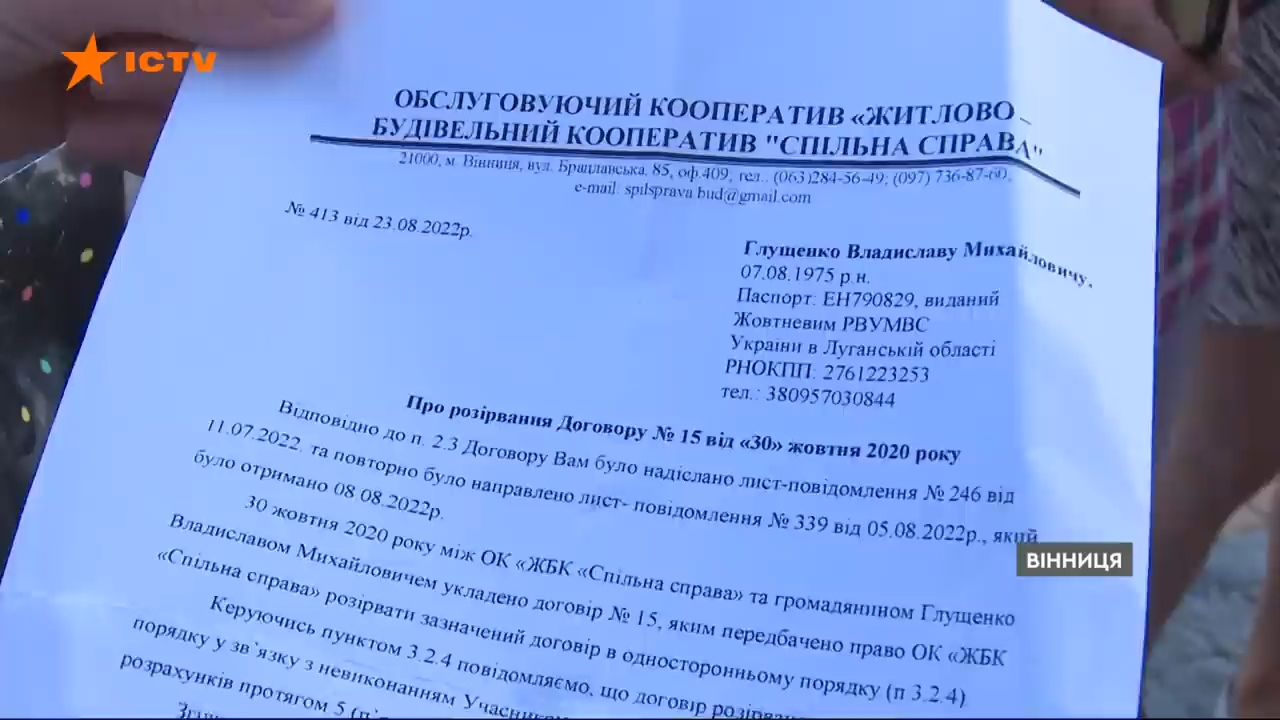 ICTV
ОБСЛУГОВУЮЧИЙ КООПЕРАТИВ «ЖИТЛОВО –
БУДІВЕЛЬНИЙ КООПЕРАТИВ "СПІЛЬНА СПРАВА"
21000, м. Вінниця, вул. Брацлавська, 85, оф.409, тел.: (063)284-56-49; (097) 736-87-60,
e-mail: spilsprava.bud@gmail.com
№ 413 від 23.08.2022р.
Глущенко Владиславу Михайловичу,
07.08.1975 р.н.
Паспорт: ЕН790829, виданий
Жовтневим РВУМВС
України в Луганській області
РНОКПП: 2761223253
тел.: 380957030844
Про розірвання Договору № 15 від «30» жовтня 2020 року
Відповідно до п. 2.3 Договору Вам було надіслано лист-повідомлення № 246 від
11.07.2022. та повторно було направлено лист- повідомлення № 339 від 05.08.2022р., який
було отримано 08.08.2022р.
30 жовтня 2020 року між ОК «ЖБК «Спільна справа» та громадянином Глущенко
Владиславом Михайловичем укладено договір № 15, яким передбачено право ОК «ЖБК
«Спільна справа» розірвати зазначений договір в односторонньому порядку (п 3.2.4)
Керуючись пунктом 3.2.4 повідомляємо, що договір
порядку у зв`язку з невиконанням
розрахунків протягом 5
ВІННИЦЯ